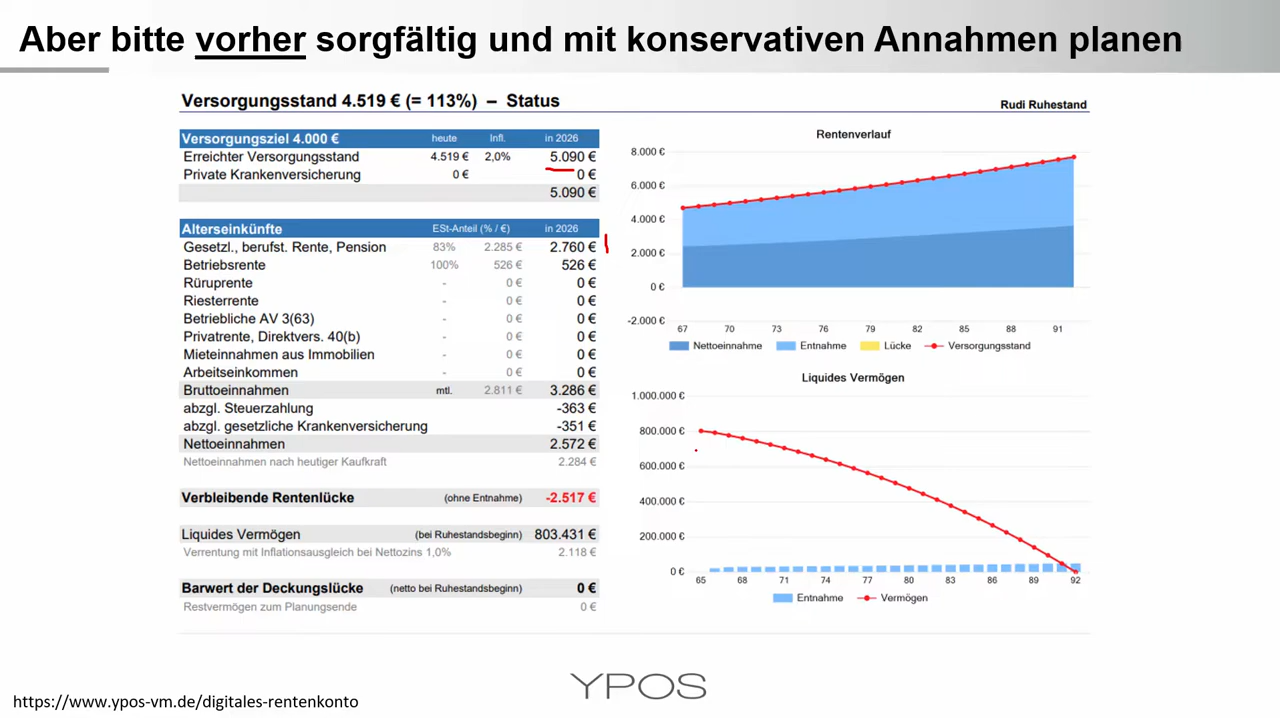 Aber bitte vorher sorgfältig und mit konservativen Annahmen planen
Versorgungsstand 4.519 € (= 113%) – Status
Rudi Ruhestand
Versorgungsziel 4.000 € heute Infl. in 2026
Erreichter Versorgungsstand 4.519 € 2,0% 5.090 €
Private Krankenversicherung 0 € 0 €
5.090 €
Alterseinkünfte ESt-Anteil (% / €) in 2026
Gesetzl., berufst. Rente, Pension 83% 2.285 € 2.760 €
Betriebsrente 100% 526 € 526 €
Rüruprente - 0 € 0 €
Riesterrente - 0 € 0 €
Betriebliche AV 3(63) - 0 € 0 €
Privatrente, Direktvers. 40(b) - 0 € 0 €
Mieteinnahmen aus Immobilien - 0 € 0 €
Arbeitseinkommen - 0 € 0 €
Bruttoeinnahmen mtl. 2.811 € 3.286 €
abzgl. Steuerzahlung -363 €
abzgl. gesetzliche Krankenversicherung -351 €
Nettoeinnahmen 2.572 €
Nettoeinnahmen nach heutiger Kaufkraft 2.284 €
Verbleibende Rentenlücke (ohne Entnahme) -2.517 €
Liquides Vermögen (bei Ruhestandsbeginn) 803.431 €
Verrentung mit Inflationsausgleich bei Nettozins 1,0% 2.118 €
Barwert der Deckungslücke (netto bei Ruhestandsbeginn) 0 €
Restvermögen zum Planungsende 0 €
Rentenverlauf
8.000 €
6.000 €
4.000 €
2.000 €
0 €
-2.000 €
67 70 73 76 79 82 85 88 91
Nettoeinnahme Entnahme Lücke Versorgungsstand
Liquides Vermögen
1.000.000 €
800.000 €
600.000 €
400.000 €
200.000 €
0 €
65 68 71 74 77 80 83 86 89 92
Entnahme Vermögen
YPOS
https://www.ypos-vm.de/digitales-rentenkonto